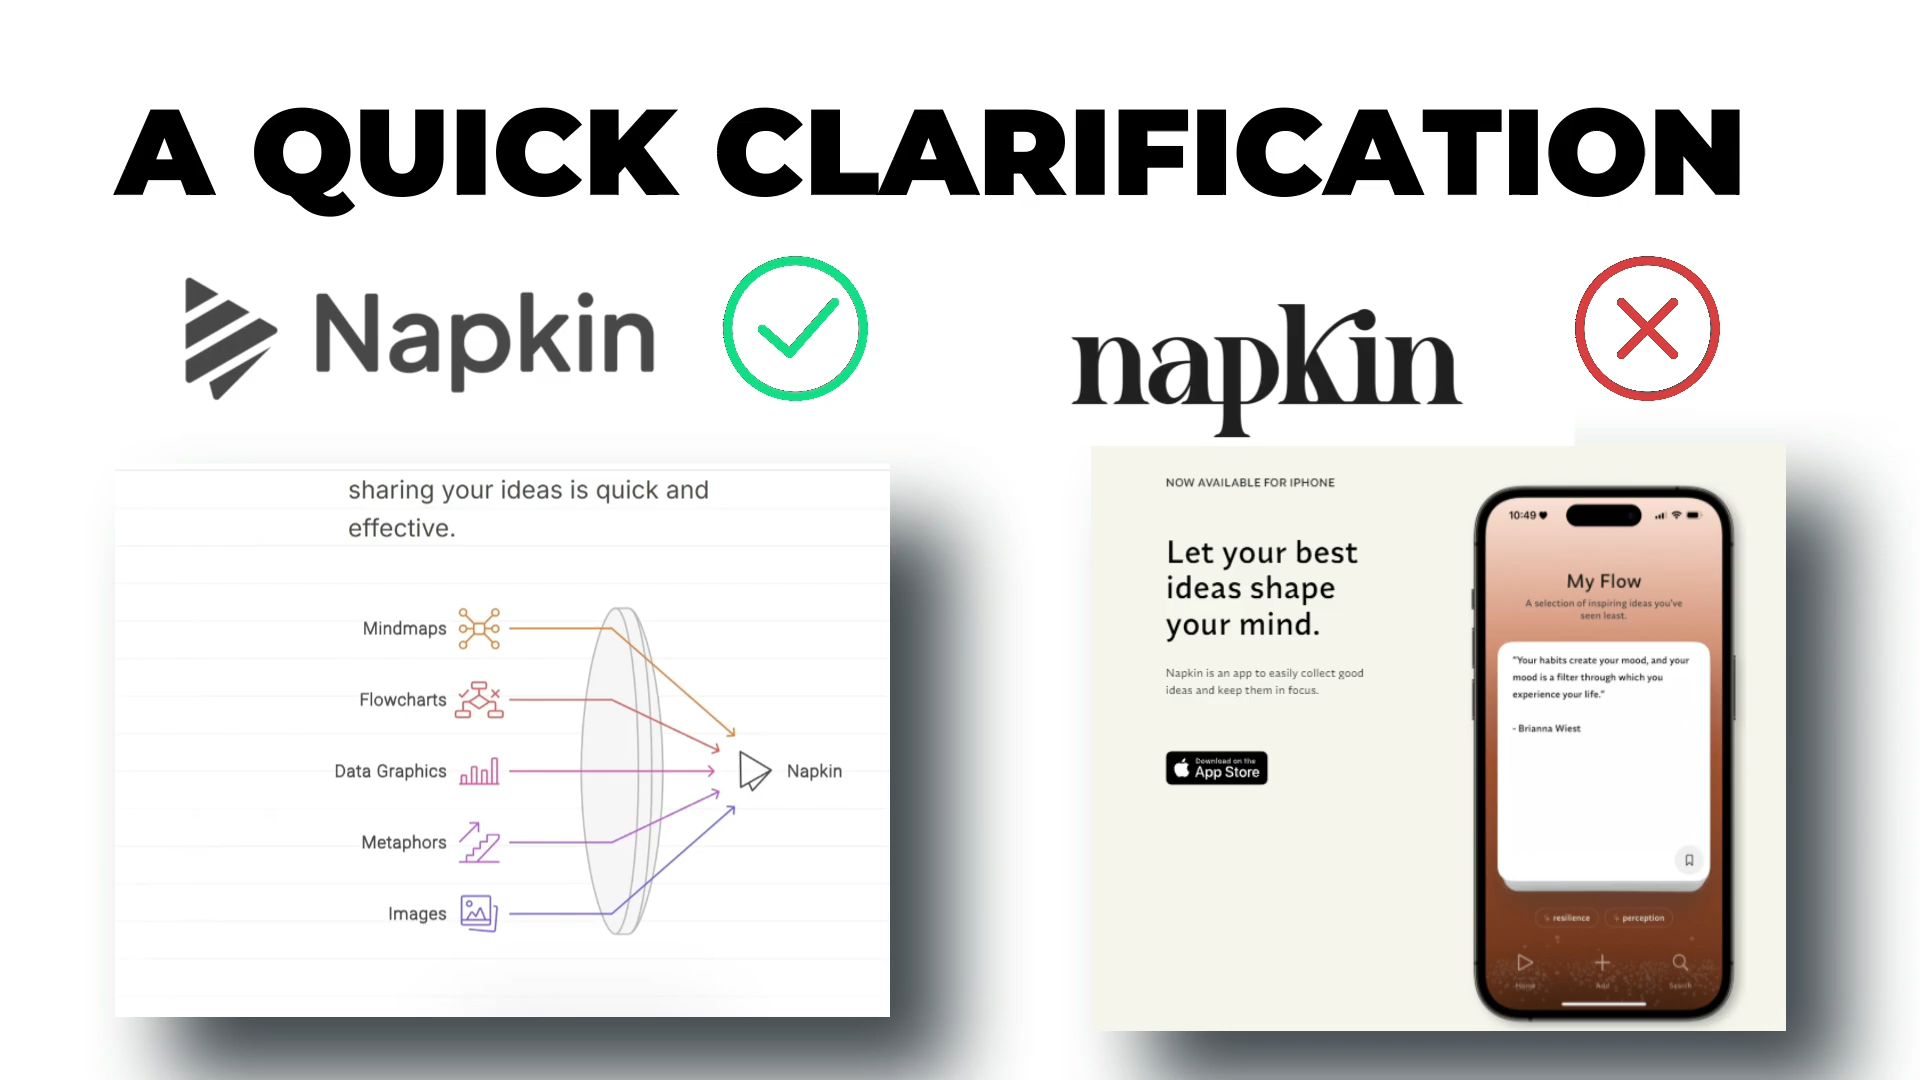 A QUICK CLARIFICATION
Napkin
napkin
sharing your ideas is quick and
effective.
Mindmaps
Flowcharts
Data Graphics
Metaphors
Images
Napkin
NOW AVAILABLE FOR IPHONE
Let your best
ideas shape
your mind.
Napkin is an app to easily collect good
ideas and keep them in focus.
Download on the
App Store
10:49
My Flow
A selection of inspiring ideas you've
seen least.
"Your habits create your mood, and your
mood is a filter through which you
experience your life."
- Brianna Wiest
resilience
perception
Home
Add
Search